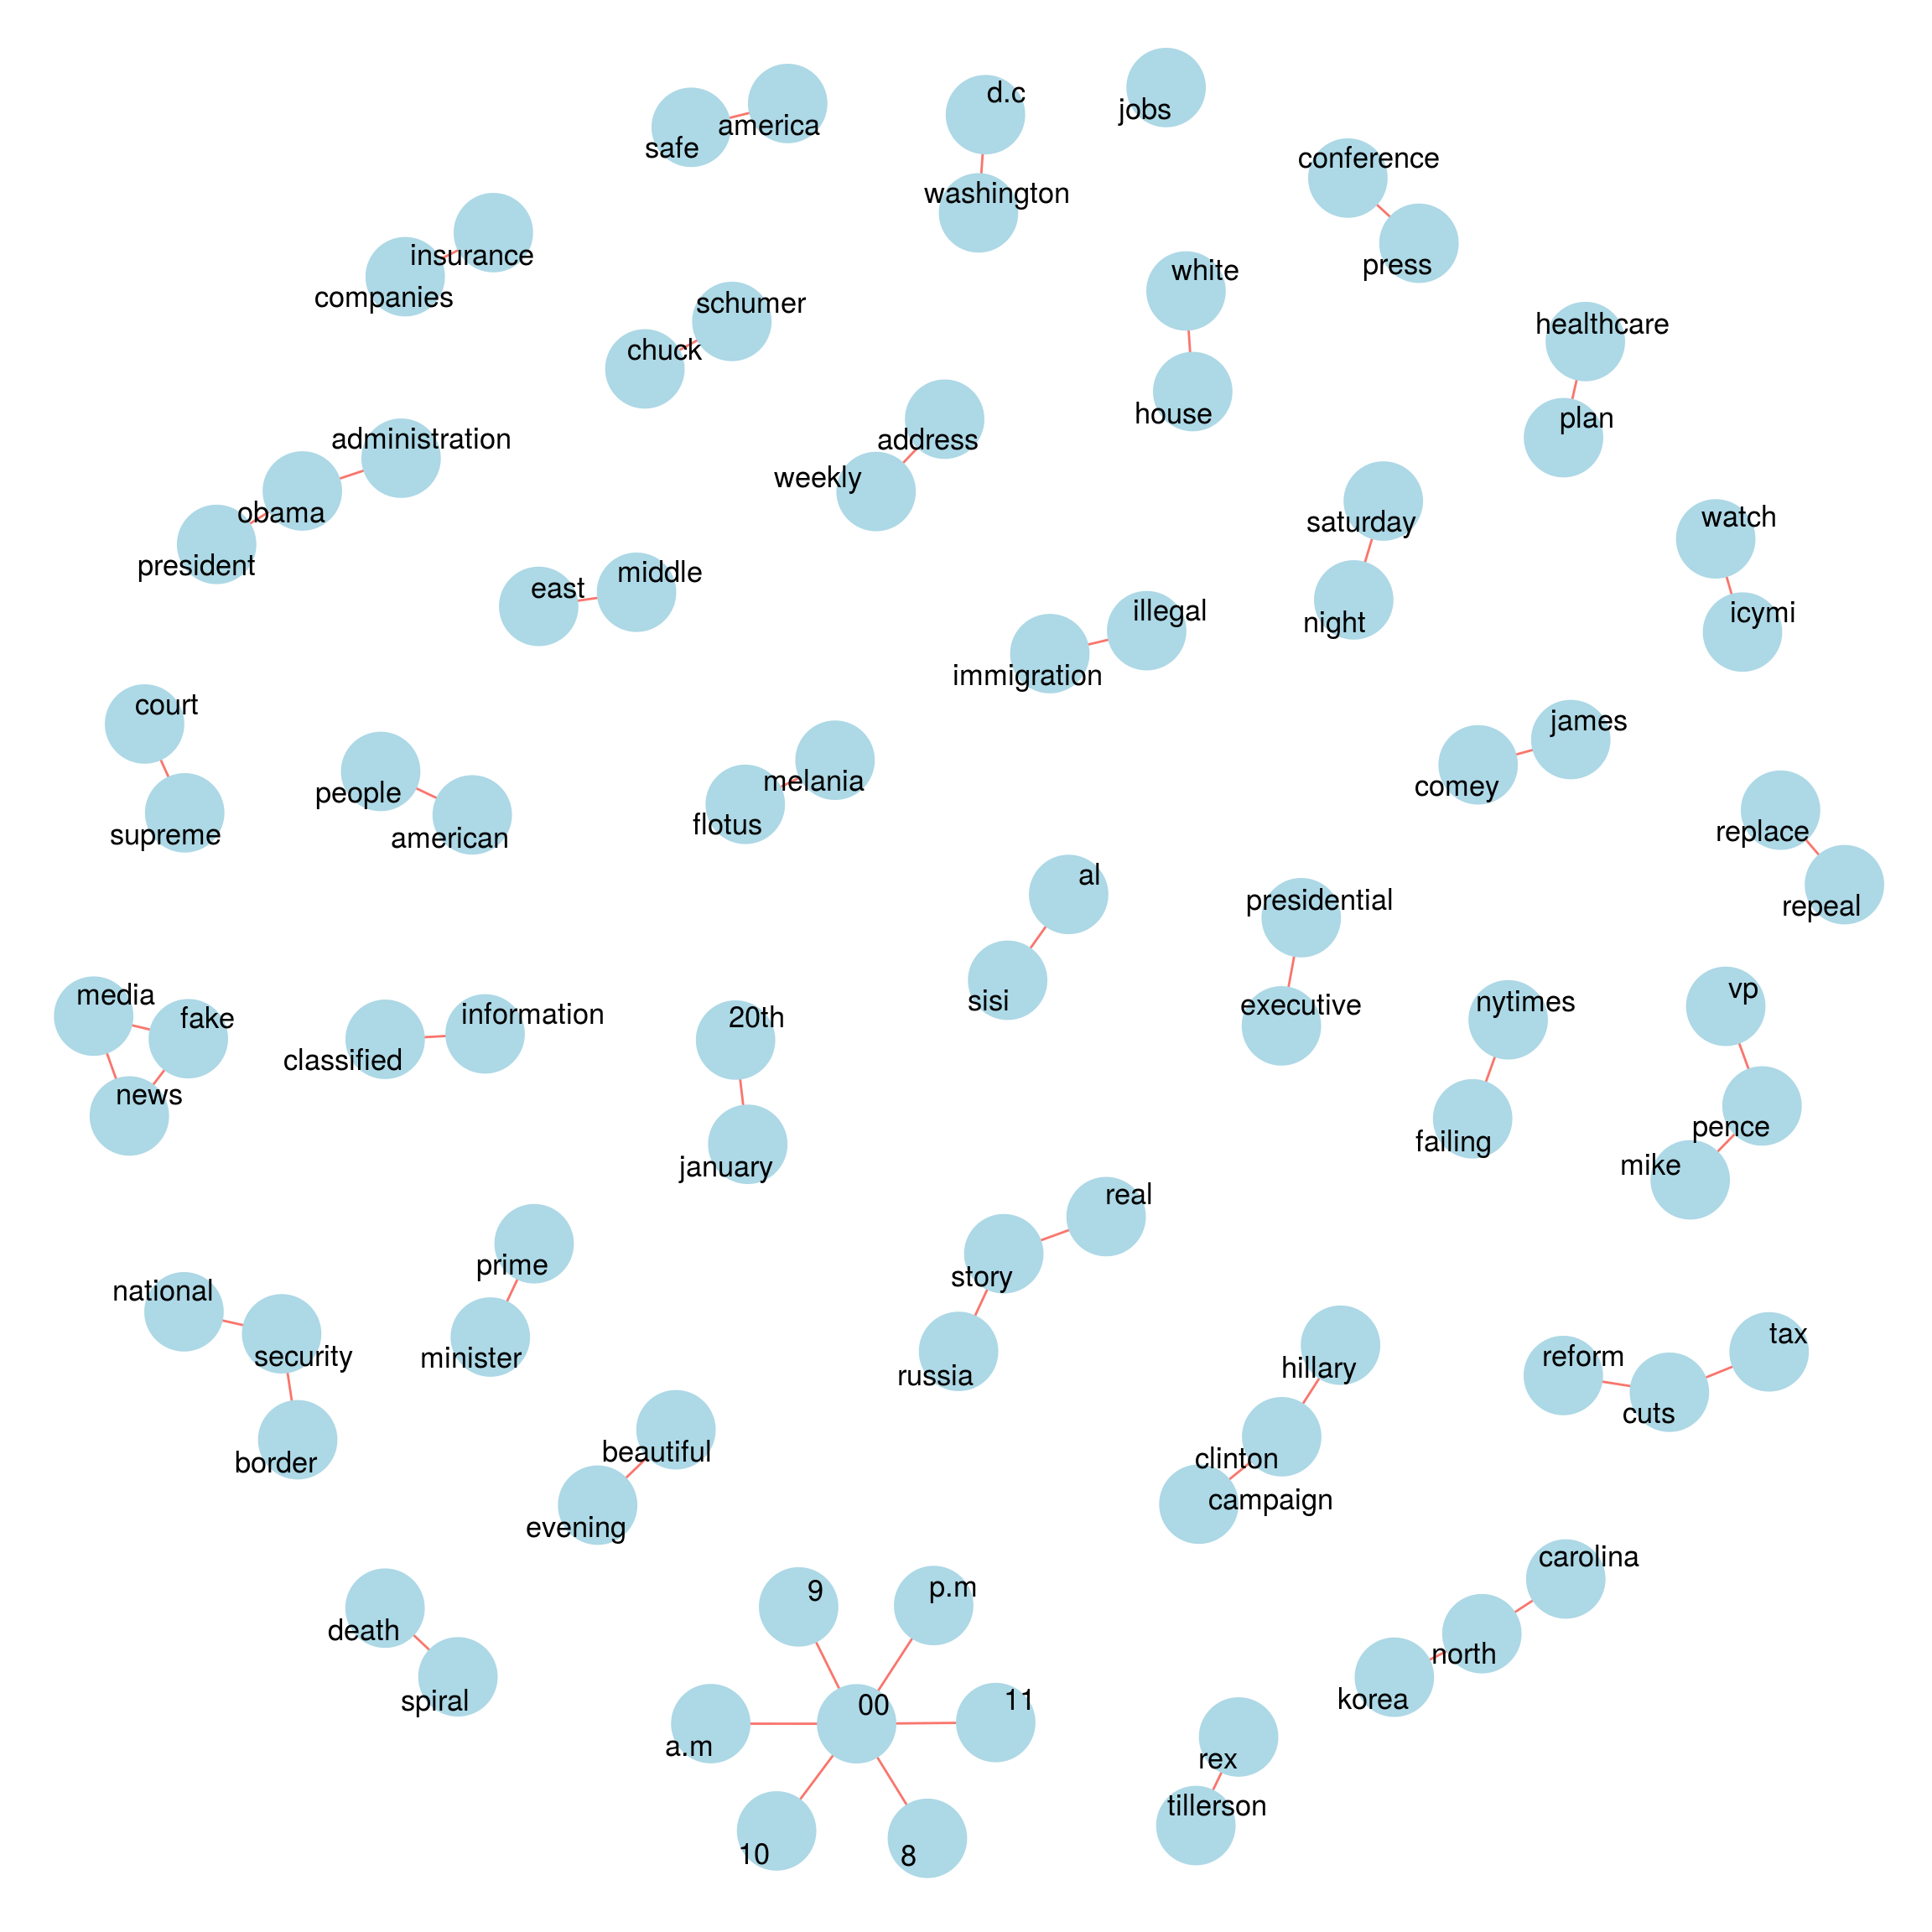 d.c
jobs
america
safe
conference
washington
insurance
press
white
companies
schumer
healthcare
chuck
house
plan
administration
address
weekly
obama
watch
saturday
president
middle
east
illegal
icymi
night
immigration
court
james
melania
comey
people
flotus
replace
supreme
american
al
presidential
repeal
vp
media
sisi
nytimes
executive
information
20th
fake
classified
news
pence
failing
mike
january
real
prime
story
national
tax
security
reform
minister
hillary
russia
cuts
beautiful
clinton
border
campaign
evening
carolina
p.m
9
death
north
korea
11
spiral
00
a.m
rex
tillerson
10
8